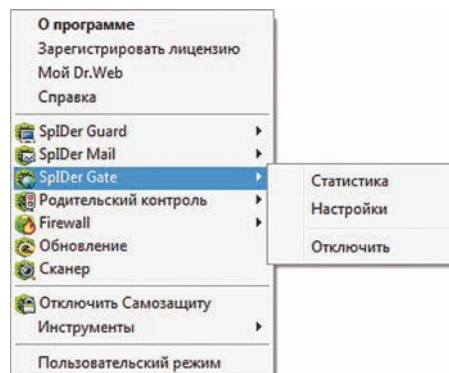 О программе
Зарегистрировать лицензию
Мой Dr.Web
Справка
SpIDer Guard
SpIDer Mail
SpIDer Gate
Родительский контроль
Firewall
Обновление
Сканер
Отключить Самозащиту
Инструменты
Пользовательский режим
Статистика
Настройки
Отключить